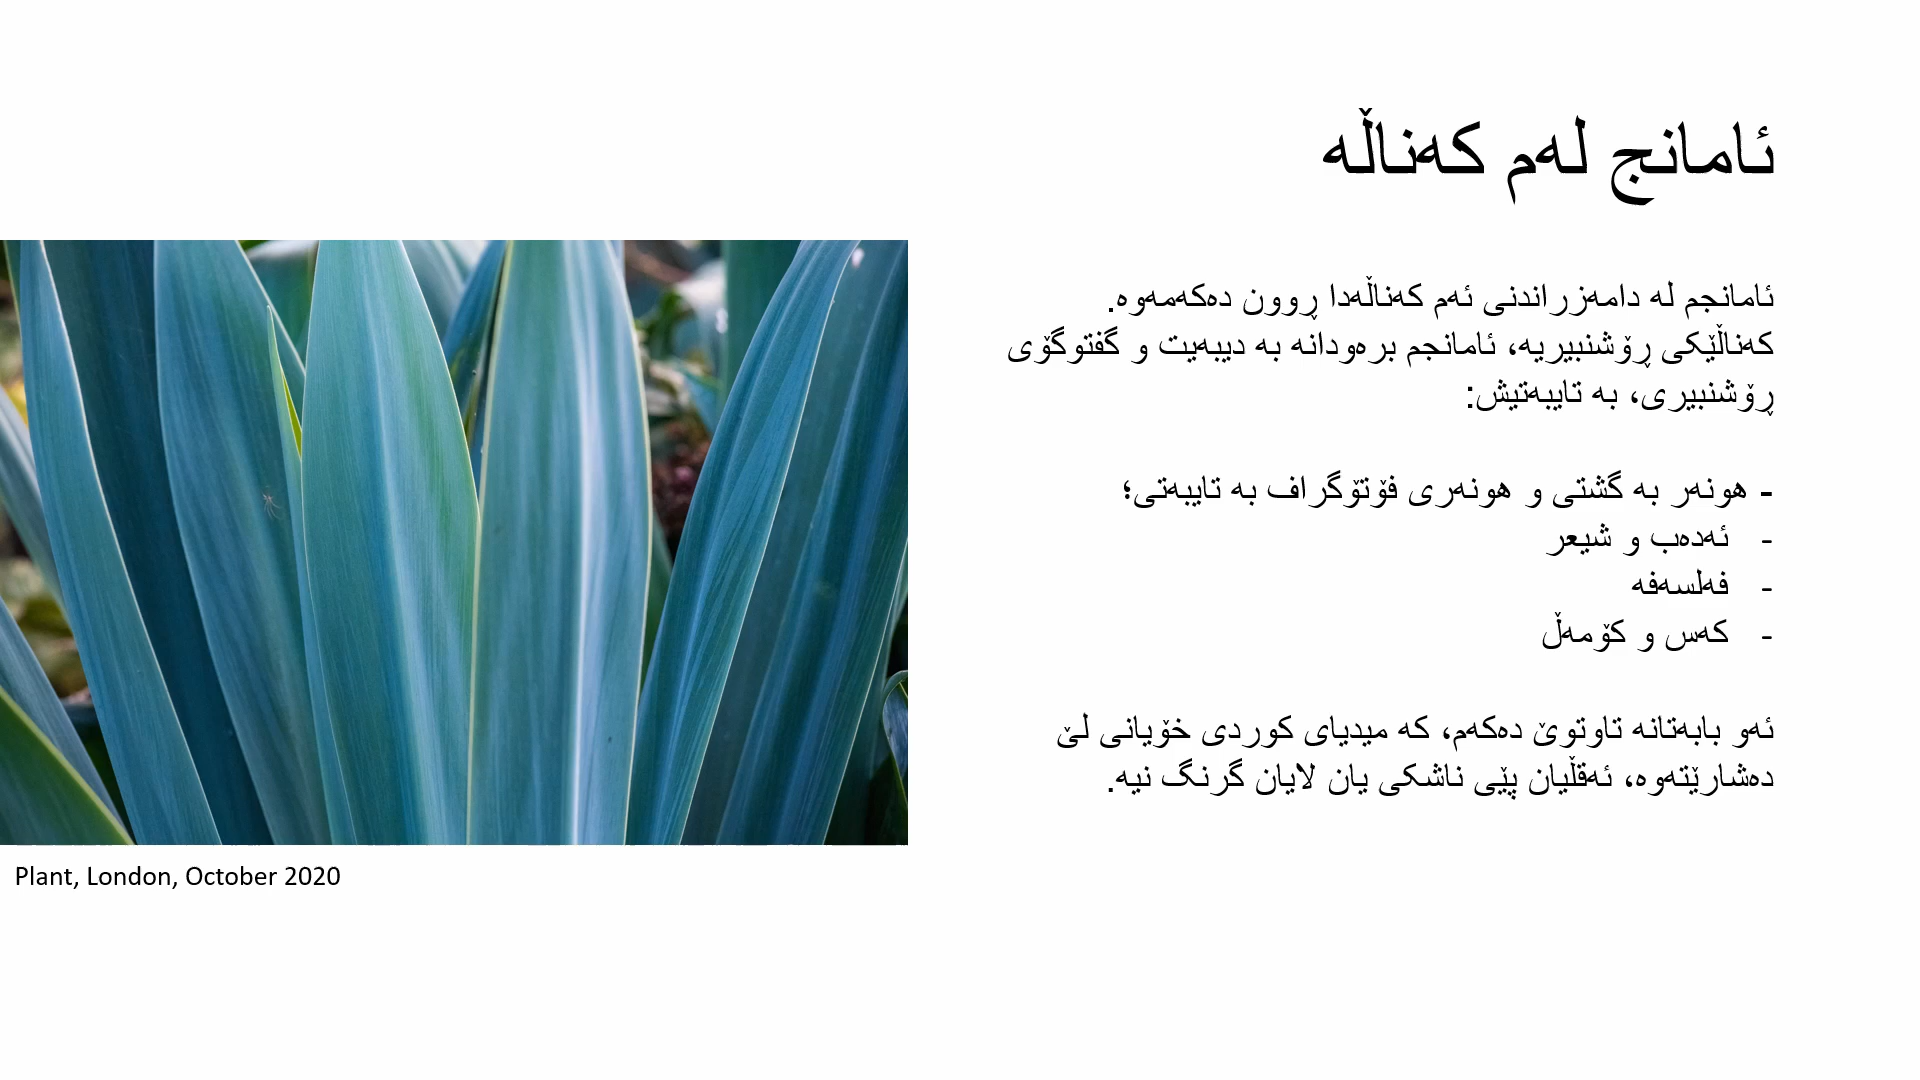 ئامانج لەم کەناڵە
ئامانجم لە دامەزراندنی ئەم کەناڵەدا ڕوون دەکەمەوە.
کەناڵێکی ڕۆشنبیریە، ئامانجم برەودانە بە دیبەیت و گفتوگۆی
ڕۆشنبیری، بە تایبەتیش:
- هونەر بە گشتی و هونەری فۆتۆگراف بە تایبەتی؛
- ئەدەب و شیعر
- فەلسەفە
- کەس و کۆمەڵ
ئەو بابەتانە تاوتوێ دەکەم، کە میدیای کوردی خۆیانی لێ
دەشارێتەوە، ئەقڵیان پێی ناشکی یان لایان گرنگ نیە.
Plant, London, October 2020